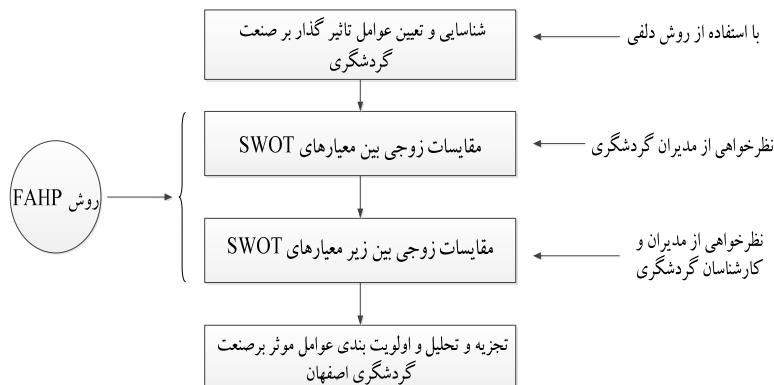 شناسایی و تعیین عوامل تاثیر گذار بر صنعت
گردشگری
با استفاده از روش دلفی
مقایسات زوجی بین معیارهای SWOT
نظرخواهی از مدیران گردشگری
روش FAHP
مقایسات زوجی بین زیر معیارهای SWOT
نظرخواهی از مدیران و
کارشناسان گردشگری
تجزیه و تحلیل و اولویت بندی عوامل موثر برصنعت
گردشگری اصفهان